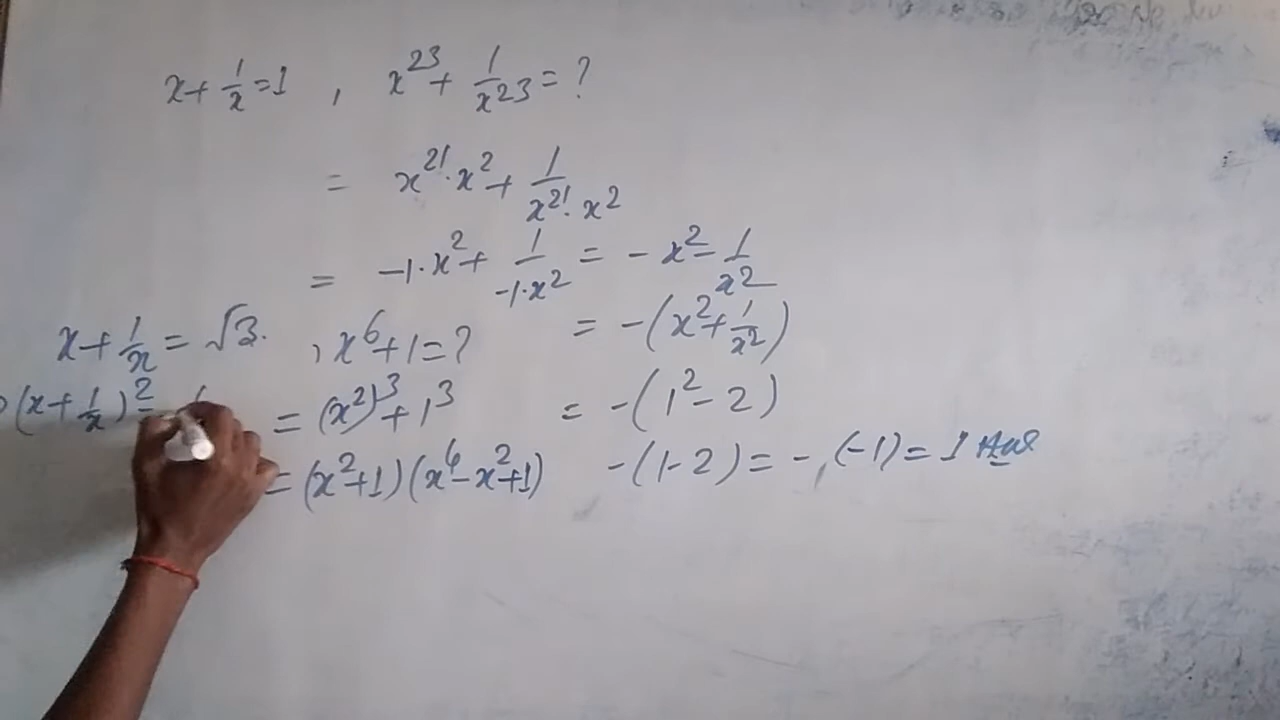 x + 1/x = 1 , x^23 + 1/x^23 = ?
= x^21 · x^2 + 1/(x^21 · x^2)
= -1 · x^2 + 1/(-1 · x^2) = - x^2 - 1/x^2
= -(x^2 + 1/x^2)
= -(1^2 - 2)
-(1 - 2) = - (-1) = 1 Ans
x + 1/x = √3 , x^6 + 1 = ?
(x + 1/x)^2 =
= (x^2)^3 + 1^3
= (x^2 + 1)(x^4 - x^2 + 1)